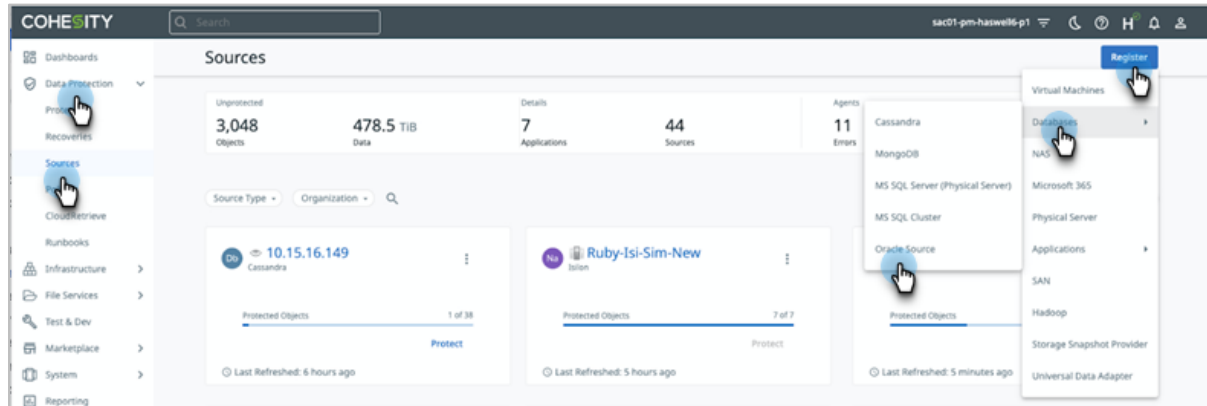 COHESITY
Search
sac01-pm-haswell6-p1
H
Dashboards
Data Protection
Recoveries
Sources
CloudRetrieve
Runbooks
Infrastructure
File Services
Test & Dev
Marketplace
System
Reporting
Sources
Register
Unprotected
3,048
Objects
478.5 TiB
Data
Details
7
Applications
44
Sources
Agents
11
Errors
Source Type
Organization
Db
10.15.16.149
Cassandra
Protected Objects
1 of 38
Protect
Last Refreshed: 6 hours ago
Na
Ruby-Isi-Sim-New
Isilon
Protected Objects
7 of 7
Protect
Last Refreshed: 5 hours ago
Protected Objects
Last Refreshed: 5 minutes ago
Cassandra
MongoDB
MS SQL Server (Physical Server)
MS SQL Cluster
Oracle Source
Virtual Machines
Databases
NAS
Microsoft 365
Physical Server
Applications
SAN
Hadoop
Storage Snapshot Provider
Universal Data Adapter